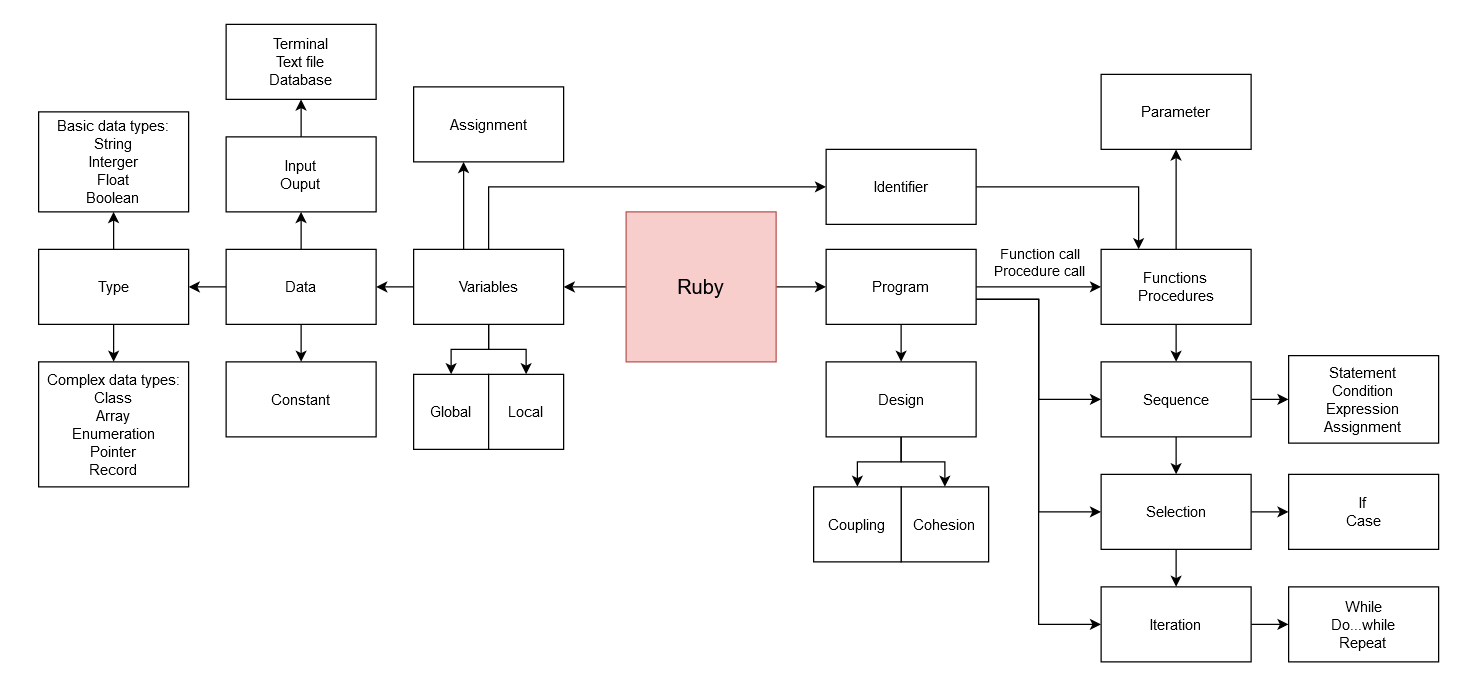 Terminal
Text file
Database
Basic data types:
String
Interger
Float
Boolean
Input
Ouput
Assignment
Identifier
Parameter
Type
Data
Variables
Ruby
Program
Function call
Procedure call
Functions
Procedures
Complex data types:
Class
Array
Enumeration
Pointer
Record
Constant
Global
Local
Design
Coupling
Cohesion
Sequence
Statement
Condition
Expression
Assignment
Selection
If
Case
Iteration
While
Do...while
Repeat